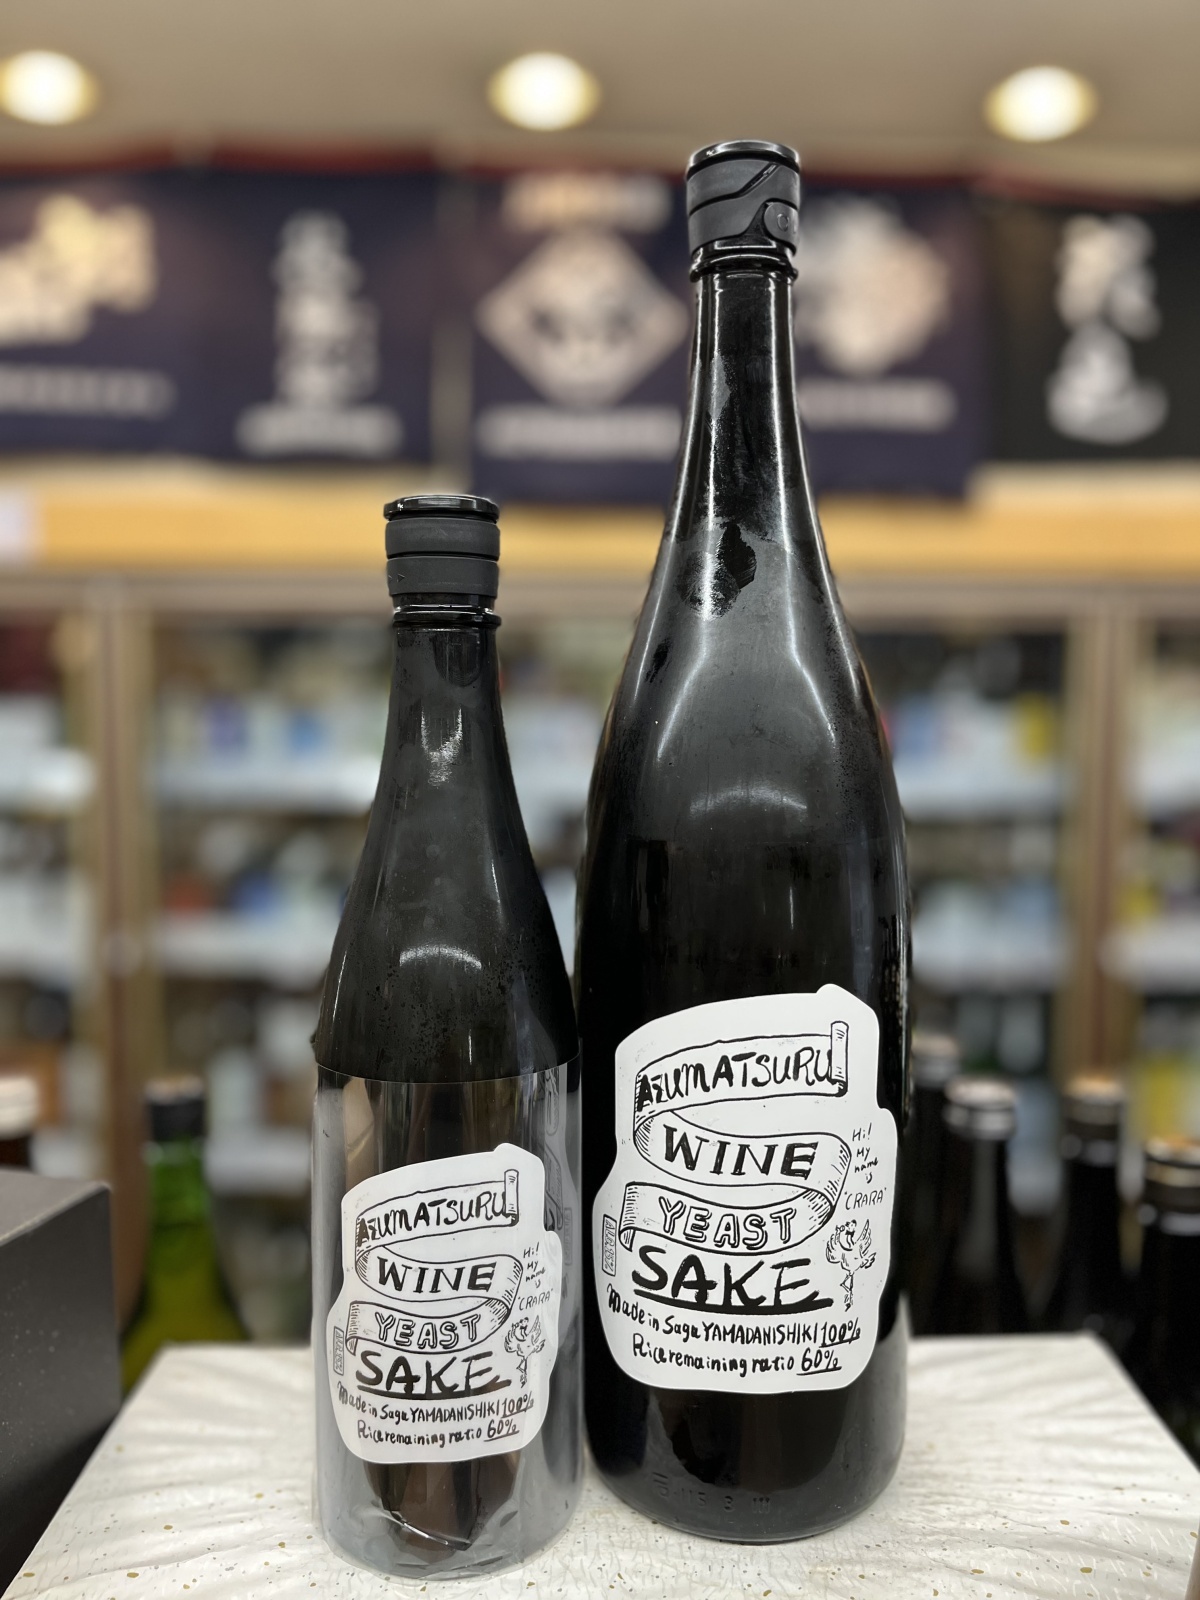 AZUMATSURU
WINE
YEAST
SAKE
Hi!
My
name
is
"CRARA"
Made in Saga YAMADANISHIKI 100%
Rice remaining ratio 60%
AZUMATSURU
WINE
YEAST
SAKE
Hi!
My
name
is
"CRARA"
Made in Saga YAMADANISHIKI 100%
Rice remaining ratio 60%